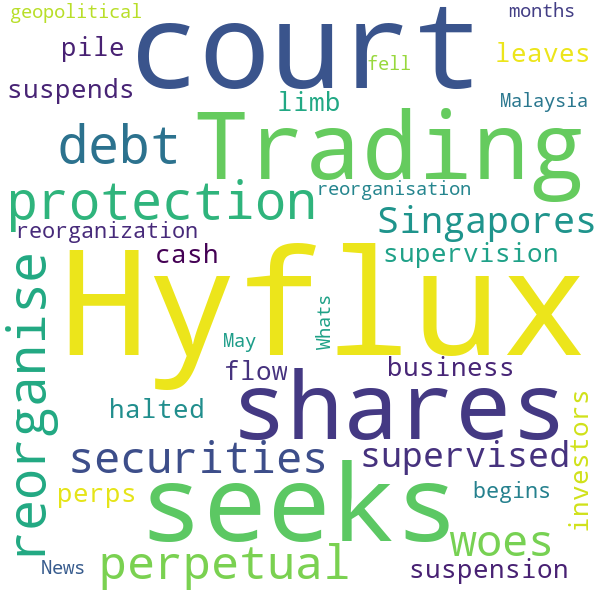 geopolitical
months
court
pile
leaves
fell
suspends
limb
Malaysia
Trading
debt
protection
reorganisation
Singapores
reorganization
cash
supervision
Hyflux
reorganise
Whats
May
flow
business
shares
halted
investors
securities
supervised
perps
seeks
begins
woes
perpetual
News
suspension